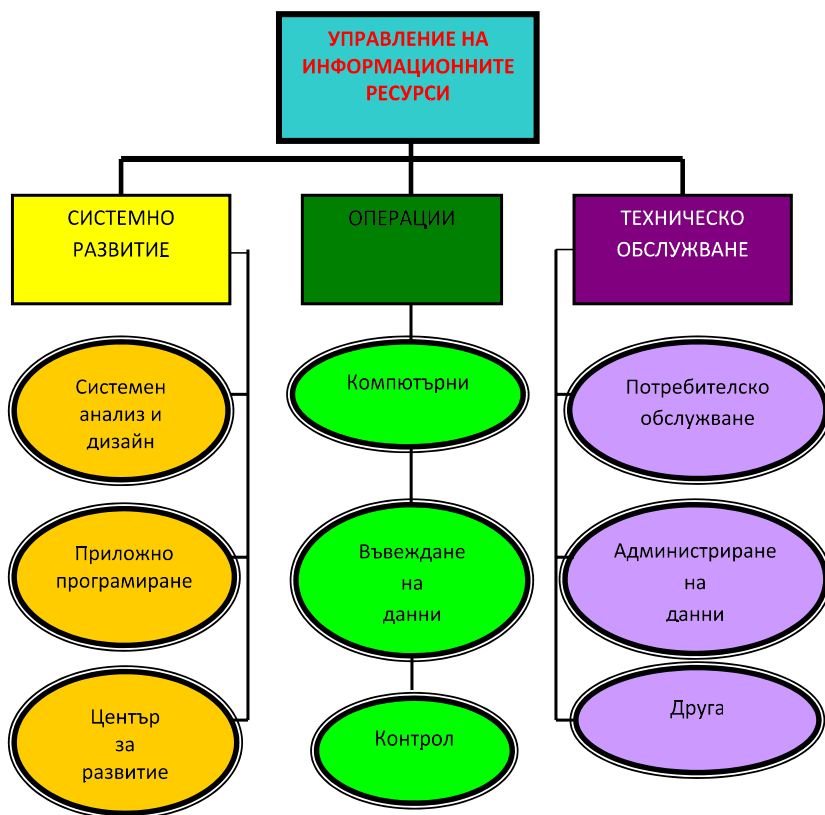 УПРАВЛЕНИЕ НА
ИНФОРМАЦИОННИТЕ
РЕСУРСИ
СИСТЕМНО
РАЗВИТИЕ
ОПЕРАЦИИ
ТЕХНИЧЕСКО
ОБСЛУЖВАНЕ
Системен
анализ и
дизайн
Компютърни
Потребителско
обслужване
Приложно
програмиране
Въвеждане
на
данни
Администриране
на
данни
Център
за
развитие
Контрол
Друга